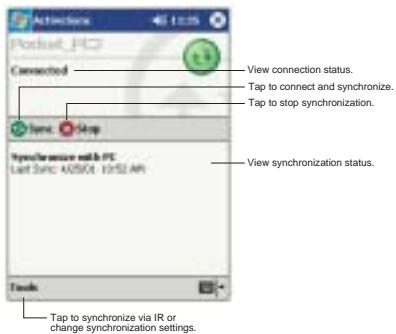 ActiveSync 11:05
Pocket_PC2
Connected
View connection status.
Tap to connect and synchronize.
Tap to stop synchronization.
Sync Stop
Synchronize with PC
View synchronization status.
Last Sync: 4/25/01 10:52 AM
Tools
Tap to synchronize via IR or
change synchronization settings.